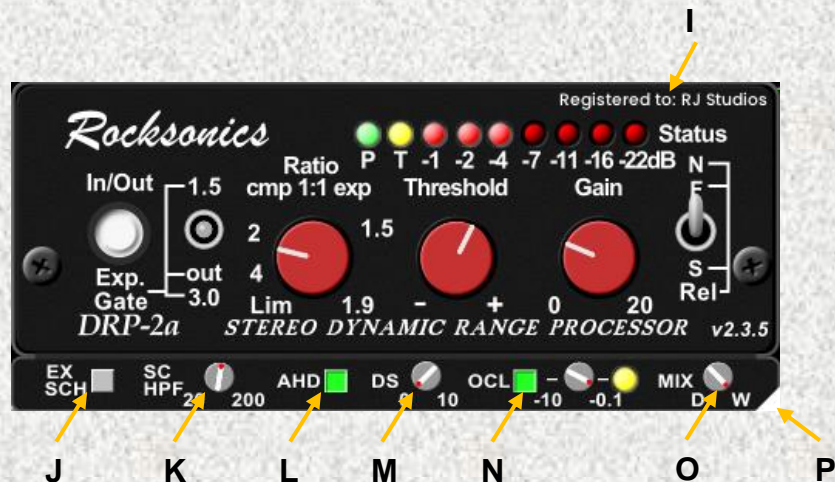 I
Registered to: RJ Studios
Rocksonics
P T -1 -2 -4 -7 -11 -16 -22dB Status
In/Out 1.5
Ratio
cmp 1:1 exp
Threshold
Gain
N
F
2 1.5
out
4
S
Exp.
Gate 3.0
Lim 1.9
- +
0 20
Rel
DRP-2a STEREO DYNAMIC RANGE PROCESSOR v2.3.5
EX
SCH
SC
HPF
20 200
AHD
DS
0 10
OCL
-10 -0.1
MIX
D W
J K L M N O P